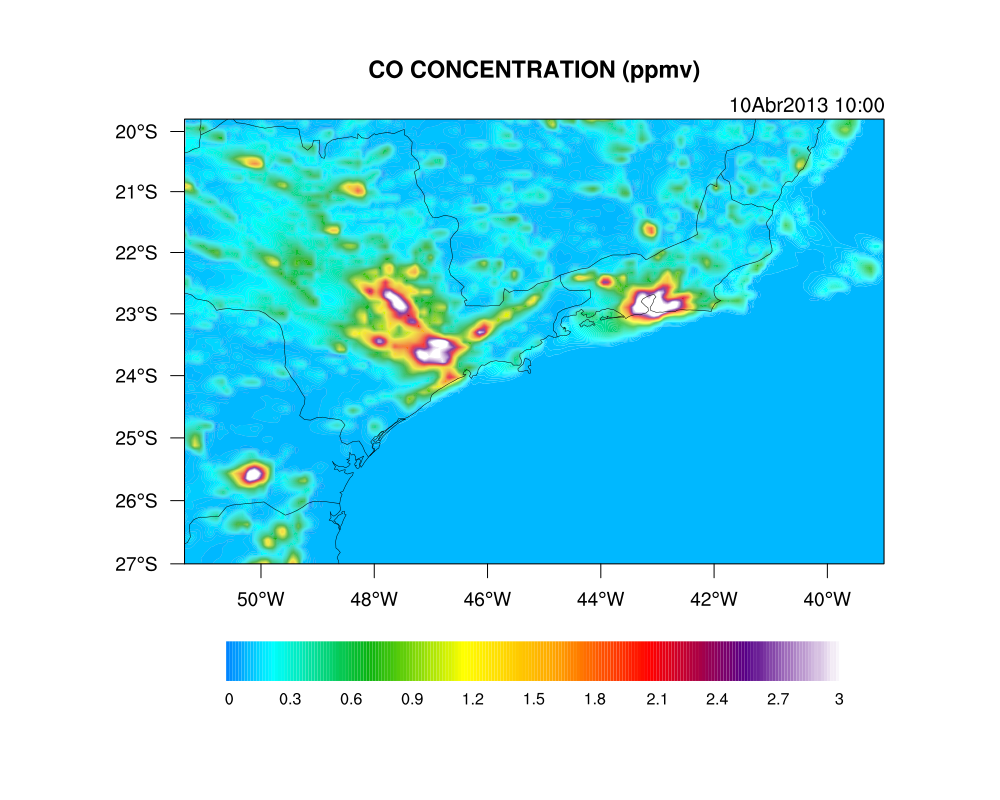 CO CONCENTRATION (ppmv)
10Abr2013 10:00
20°S
21°S
22°S
23°S
24°S
25°S
26°S
27°S
50°W 48°W 46°W 44°W 42°W 40°W
0 0.3 0.6 0.9 1.2 1.5 1.8 2.1 2.4 2.7 3